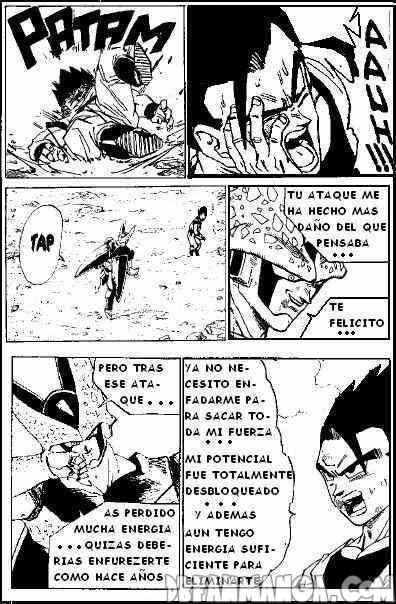 PATAM
AAUH!!!
TAP
TU ATAQUE ME
HA HECHO MAS
DAÑO DEL QUE
PENSABA
...
TE
FELICITO
...
PERO TRAS
ESE ATA-
QUE ...
AS PERDIDO
MUCHA ENERGIA
...QUIZAS DEBE-
RIAS ENFUREZERTE
COMO HACE AÑOS
YA NO NE-
CESITO EN-
FADARME PA-
RA SACAR TO-
DA MI FUERZA
...
MI POTENCIAL
FUE TOTALMENTE
DESBLOQUEADO
...
Y ADEMAS
AUN TENGO
ENERGIA SUFI-
CIENTE PARA
ELIMINARTE
DBFARMANGA.COM